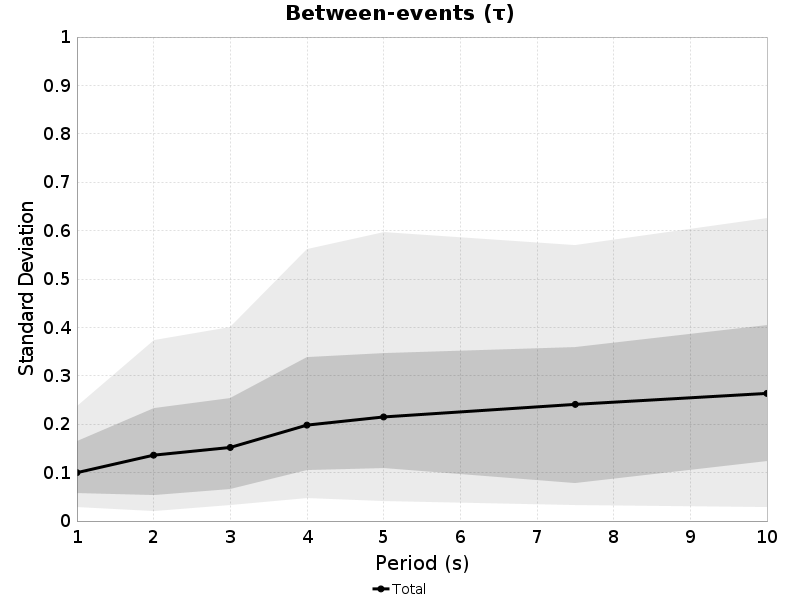 Between-events (τ)
1
0.9
0.8
0.7
0.6
0.5
0.4
0.3
0.2
0.1
0
Standard Deviation
1 2 3 4 5 6 7 8 9 10
Period (s)
Total